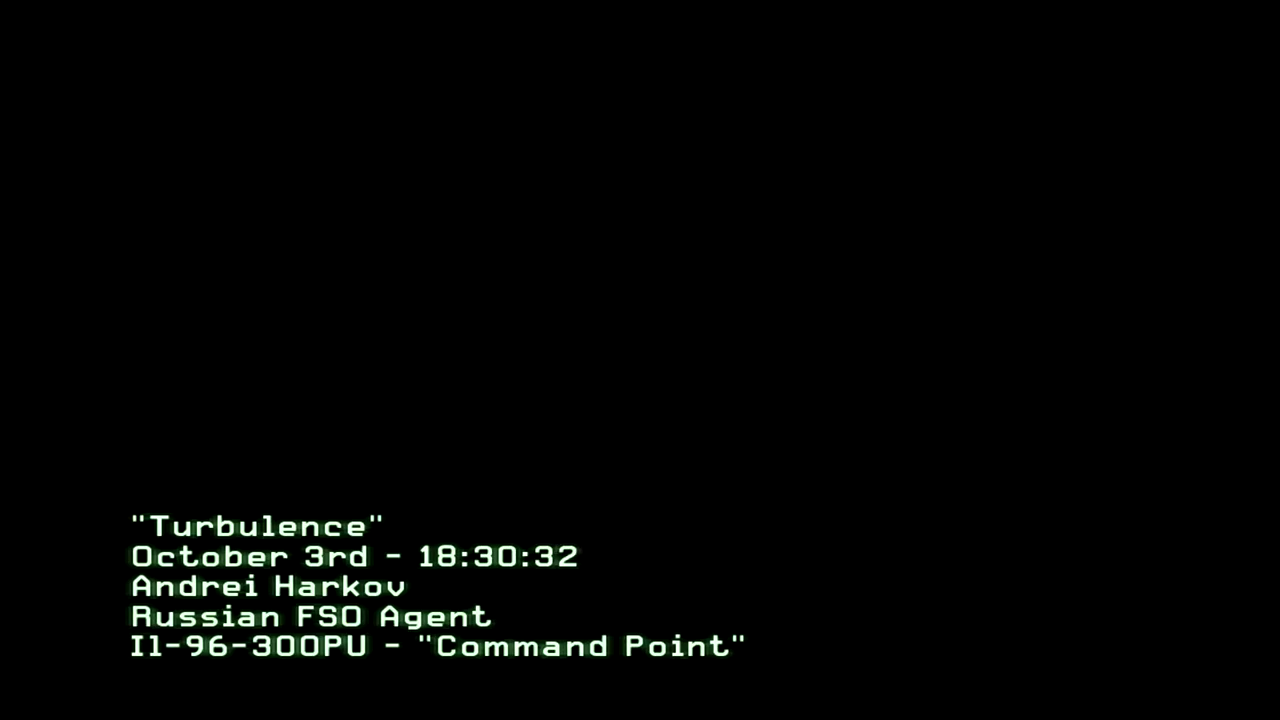 "Turbulence"
October 3rd - 18:30:32
Andrei Harkov
Russian FSO Agent
Il-96-300PU - "Command Point"